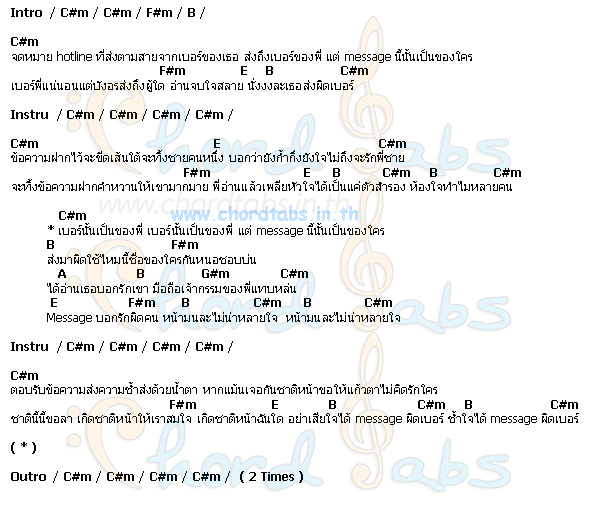 Intro / C#m / C#m / F#m / B /
C#m
จดหมาย hotline ที่ส่งตามสายจากเบอร์ของเธอ ส่งถึงเบอร์ของพี่ แต่ message นี้นั้นเป็นของใคร
F#m E B C#m
เบอร์พี่แน่นอนแต่บังอรส่งถึงผู้ใด อ่านจบใจสลาย นั่งงงละเธอส่งผิดเบอร์
Instru / C#m / C#m / C#m / C#m /
C#m E C#m
ข้อความฝากไว้จะขีดเส้นใต้จะทิ้งชายคนหนึ่ง บอกว่ายังก้ำกึ่งยังใจไม่ถึงจะรักพี่ชาย
F#m E B C#m B C#m
จะทิ้งข้อความฝากคำหวานให้เขามากมาย พี่อ่านแล้วเพลียหัวใจได้เป็นแค่ตัวสำรอง ห้องใจทำไมหลายคน
www.chordtabs.in.th
www.chordtabs.in.th
C#m
* เบอร์นั้นเป็นของพี่ เบอร์นั้นเป็นของพี่ แต่ message นี้นั้นเป็นของใคร
B F#m
ส่งมาผิดใช้ไหมนี้ชื่อของใครกันหนอชอบบ่น
A B G#m C#m
ได้อ่านเธอบอกรักเขา มือถือเจ้ากรรมของพี่แทบหล่น
E F#m B C#m B C#m
Message บอกรักผิดคน หน้ามนละไม่น่าหลายใจ หน้ามนละไม่น่าหลายใจ
Instru / C#m / C#m / C#m / C#m /
C#m
ตอบรับข้อความส่งความช้ำส่งด้วยน้ำตา หากแม้นเจอกันชาติหน้าขอให้แก้วตาไม่คิดรักใคร
F#m E B C#m B C#m
ชาตินี้นี้ขอลา เกิดชาติหน้าให้เราสมใจ เกิดชาติหน้าฉันใด อย่าเสียใจได้ message ผิดเบอร์ ช้ำใจได้ message ผิดเบอร์
( * )
Outro / C#m / C#m / C#m / C#m / ( 2 Times )